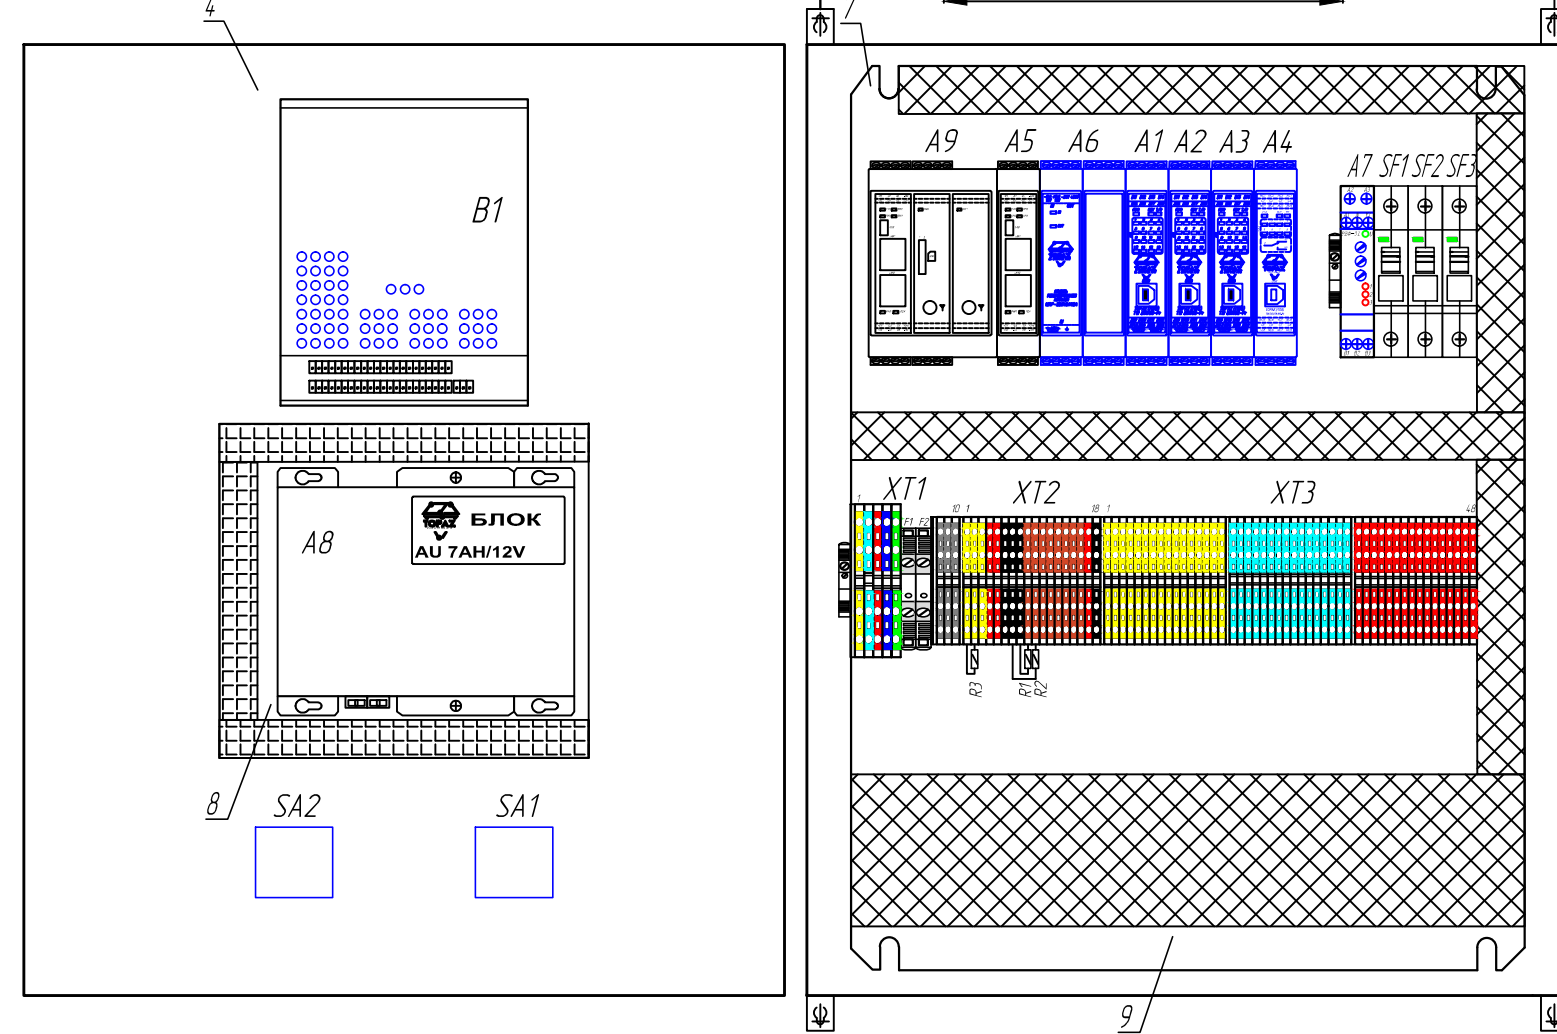 4
B1
A8
TOPAZ
БЛОК
AU 7AH/12V
8
SA2
SA1
A9
A5
A6
A1
A2
A3
A4
A7
SF1
SF2
SF3
XT1
XT2
XT3
1
F1
F2
10
1
18
1
48
R3
R1
R2
9